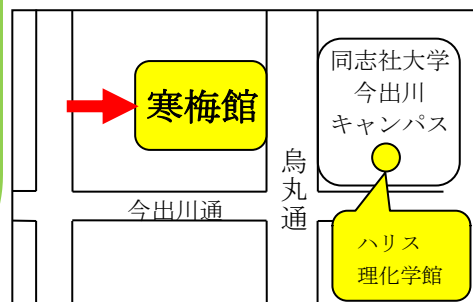 同志社大学
今出川
キャンパス
寒梅館
烏丸通
今出川通
ハリス
理化学館